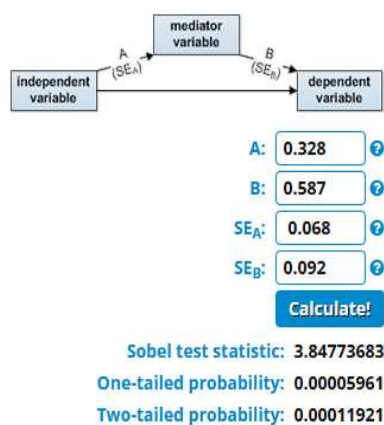 mediator
variable
A
(SEA)
B
(SEB)
independent
variable
dependent
variable
A: 0.328 ?
B: 0.587 ?
SEA: 0.068 ?
SEB: 0.092 ?
Calculate!
Sobel test statistic: 3.84773683
One-tailed probability: 0.00005961
Two-tailed probability: 0.00011921